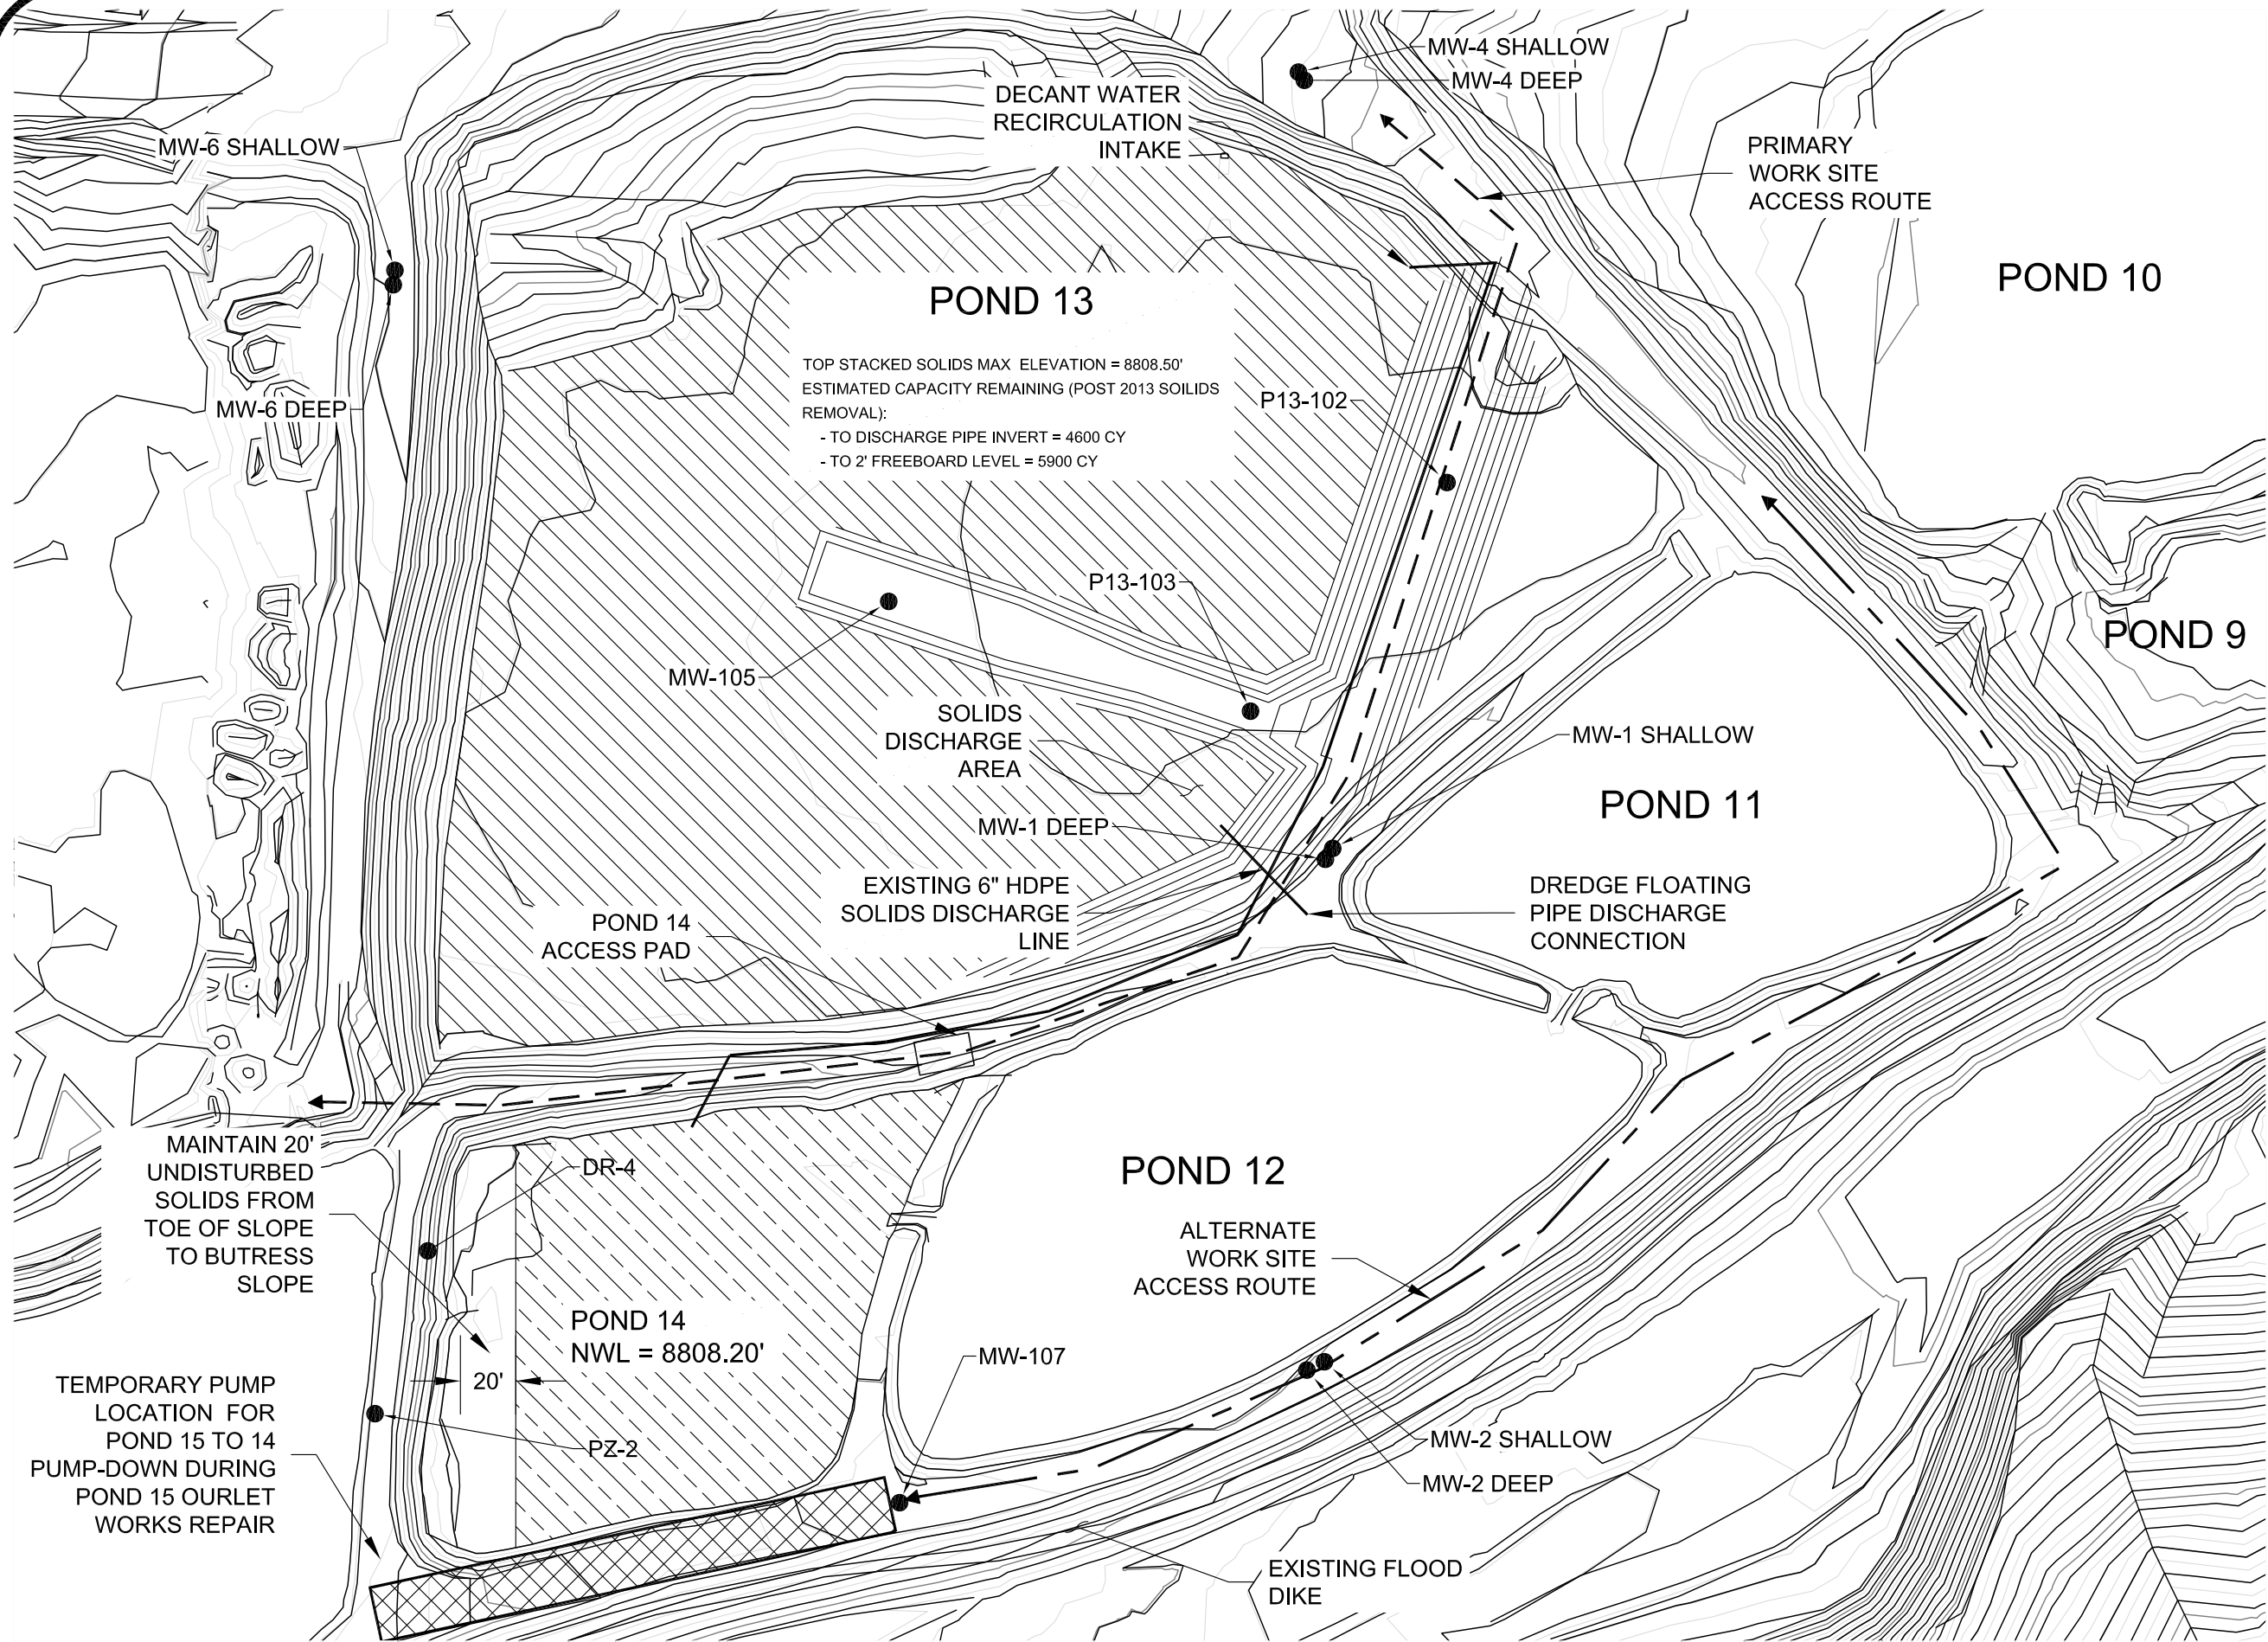 MW-4 SHALLOW
MW-4 DEEP
DECANT WATER
RECIRCULATION
INTAKE
MW-6 SHALLOW
PRIMARY
WORK SITE
ACCESS ROUTE
POND 10
POND 13
TOP STACKED SOLIDS MAX ELEVATION = 8808.50'
ESTIMATED CAPACITY REMAINING (POST 2013 SOILIDS
REMOVAL):
- TO DISCHARGE PIPE INVERT = 4600 CY
- TO 2' FREEBOARD LEVEL = 5900 CY
MW-6 DEEP
P13-102
P13-103
POND 9
MW-105
SOLIDS
DISCHARGE
AREA
MW-1 SHALLOW
POND 11
MW-1 DEEP
EXISTING 6" HDPE
SOLIDS DISCHARGE
LINE
DREDGE FLOATING
PIPE DISCHARGE
CONNECTION
POND 14
ACCESS PAD
MAINTAIN 20'
UNDISTURBED
SOLIDS FROM
TOE OF SLOPE
TO BUTRESS
SLOPE
DR-4
POND 12
ALTERNATE
WORK SITE
ACCESS ROUTE
POND 14
NWL = 8808.20'
20'
MW-107
TEMPORARY PUMP
LOCATION FOR
POND 15 TO 14
PUMP-DOWN DURING
POND 15 OURLET
WORKS REPAIR
PZ-2
MW-2 SHALLOW
MW-2 DEEP
EXISTING FLOOD
DIKE